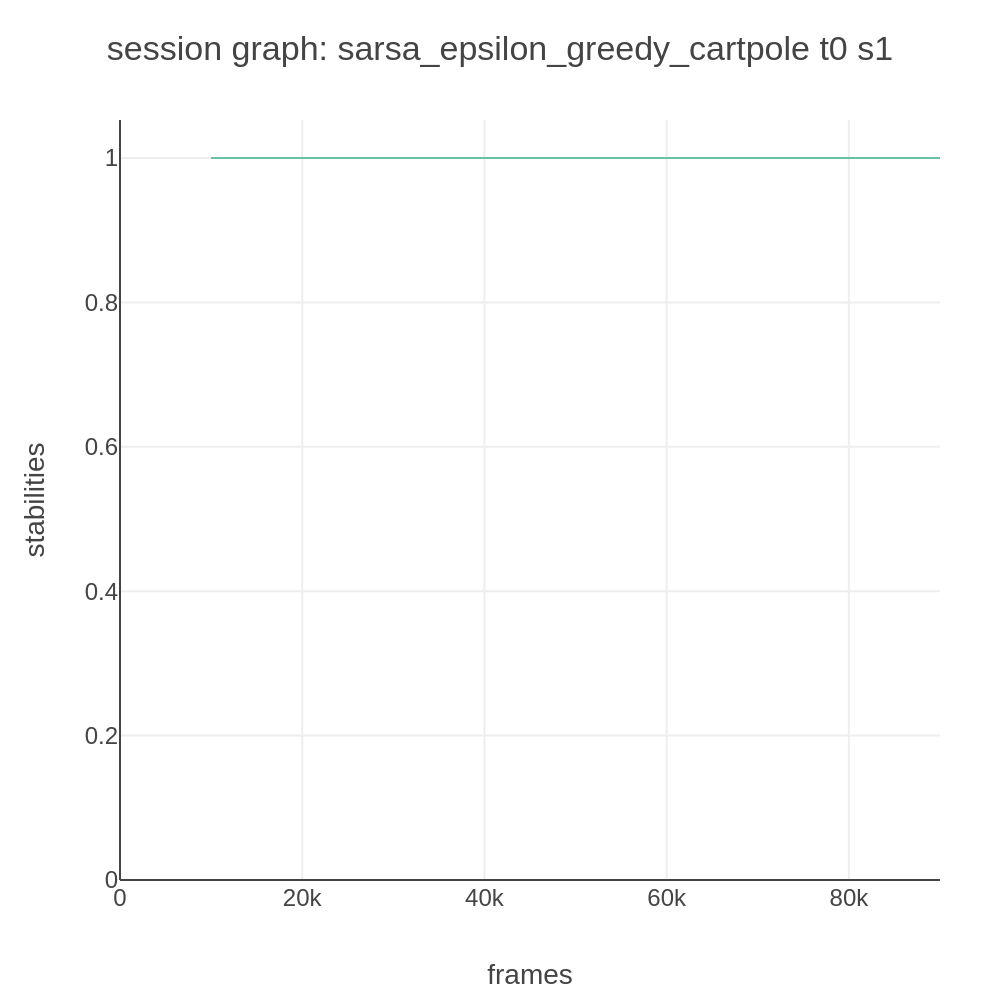 session graph: sarsa_epsilon_greedy_cartpole t0 s1
1
0.8
0.6
0.4
0.2
0
stabilities
0 20k 40k 60k 80k
frames